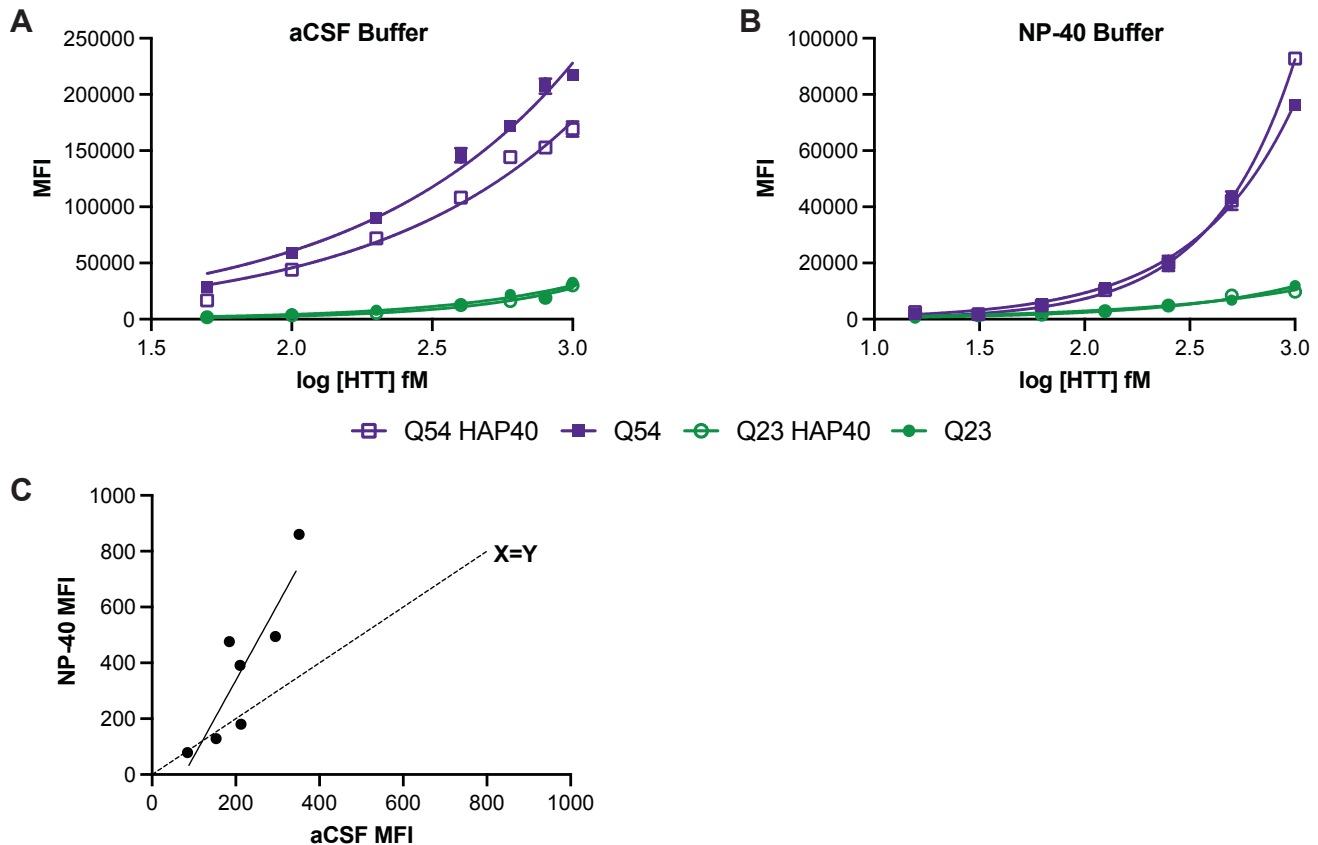 A
aCSF Buffer
250000
200000
150000
100000
50000
0
MFI
1.5
2.0
2.5
3.0
log [HTT] fM
B
NP-40 Buffer
100000
80000
60000
40000
20000
0
MFI
1.0
1.5
2.0
2.5
3.0
log [HTT] fM
Q54 HAP40 Q54 Q23 HAP40 Q23
C
1000
800
600
400
200
0
NP-40 MFI
X=Y
0
200
400
600
800
1000
aCSF MFI